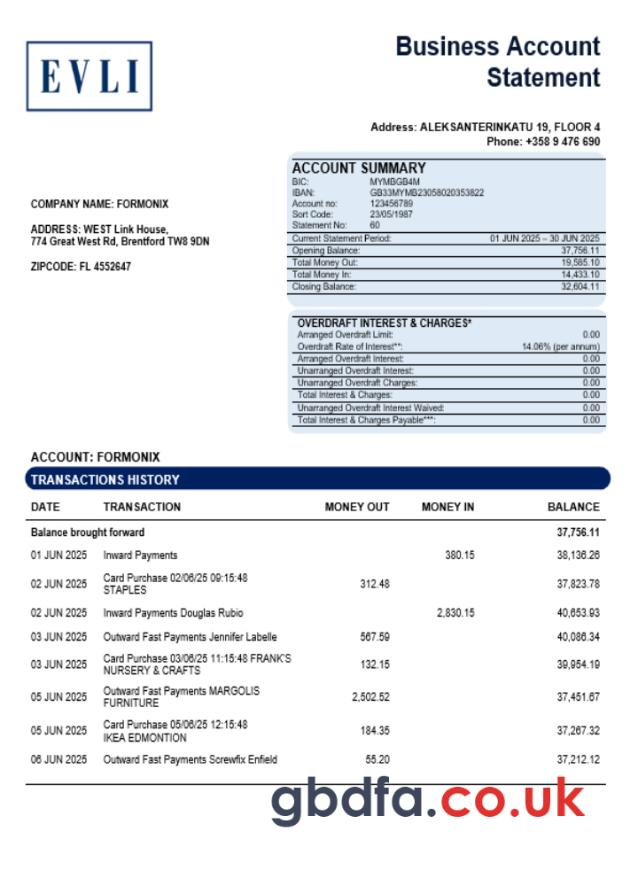 EVLI
Business Account
Statement
Address: ALEKSANTERINKATU 19, FLOOR 4
Phone: +358 9 476 690
COMPANY NAME: FORMONIX
ADDRESS: WEST Link House,
774 Great West Rd, Brentford TW8 9DN
ZIPCODE: FL 4552647
ACCOUNT SUMMARY
BIC: MYMBGB4M
IBAN: GB33MYMB23058020353822
Account no: 123456789
Sort Code: 23/05/1987
Statement No: 60
Current Statement Period: 01 JUN 2025 – 30 JUN 2025
Opening Balance: 37,756.11
Total Money Out: 19,585.10
Total Money In: 14,433.10
Closing Balance: 32,604.11
OVERDRAFT INTEREST & CHARGES*
Arranged Overdraft Limit: 0.00
Overdraft Rate of Interest**: 14.06% (per annum)
Arranged Overdraft Interest: 0.00
Unarranged Overdraft Interest: 0.00
Unarranged Overdraft Charges: 0.00
Total Interest & Charges: 0.00
Unarranged Overdraft Interest Waived: 0.00
Total Interest & Charges Payable***: 0.00
ACCOUNT: FORMONIX
TRANSACTIONS HISTORY
DATE TRANSACTION MONEY OUT MONEY IN BALANCE
Balance brought forward 37,756.11
01 JUN 2025 Inward Payments 380.15 38,136.26
02 JUN 2025 Card Purchase 02/06/25 09:15:48 312.48 37,823.78
STAPLES
02 JUN 2025 Inward Payments Douglas Rubio 2,830.15 40,653.93
03 JUN 2025 Outward Fast Payments Jennifer Labelle 567.59 40,086.34
03 JUN 2025 Card Purchase 03/06/25 11:15:48 FRANK'S 132.15 39,954.19
NURSERY & CRAFTS
05 JUN 2025 Outward Fast Payments MARGOLIS 2,502.52 37,451.67
FURNITURE
05 JUN 2025 Card Purchase 05/06/25 12:15:48 184.35 37,267.32
IKEA EDMONTION
06 JUN 2025 Outward Fast Payments Screwfix Enfield 55.20 37,212.12
gbdfa.co.uk